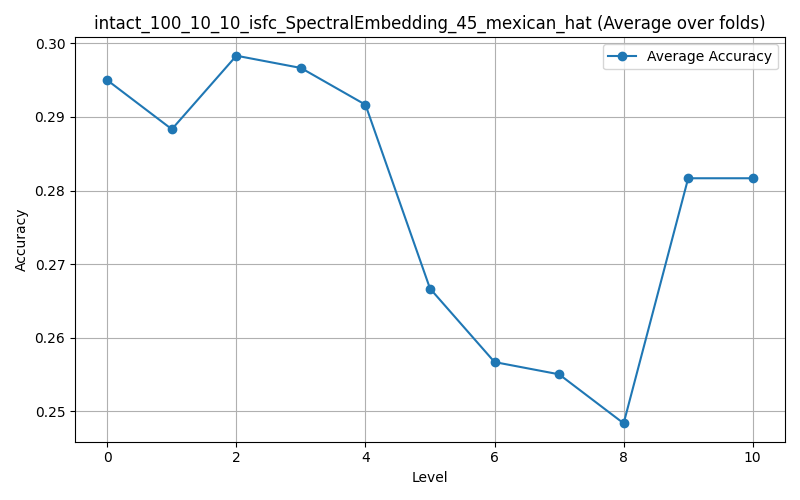 intact_100_10_10_isfc_SpectralEmbedding_45_mexican_hat (Average over folds)
Average Accuracy
0.30
0.29
0.28
0.27
0.26
0.25
Accuracy
0 2 4 6 8 10
Level